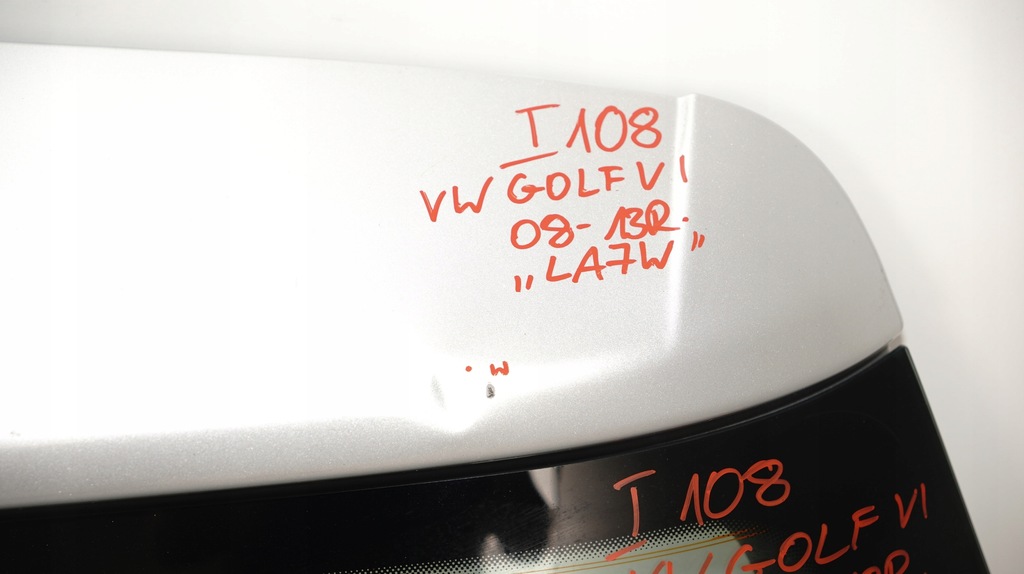 I 108
VW GOLF VI
08-13R.
„LA7W"
. w
I 108
VW GOLF VI